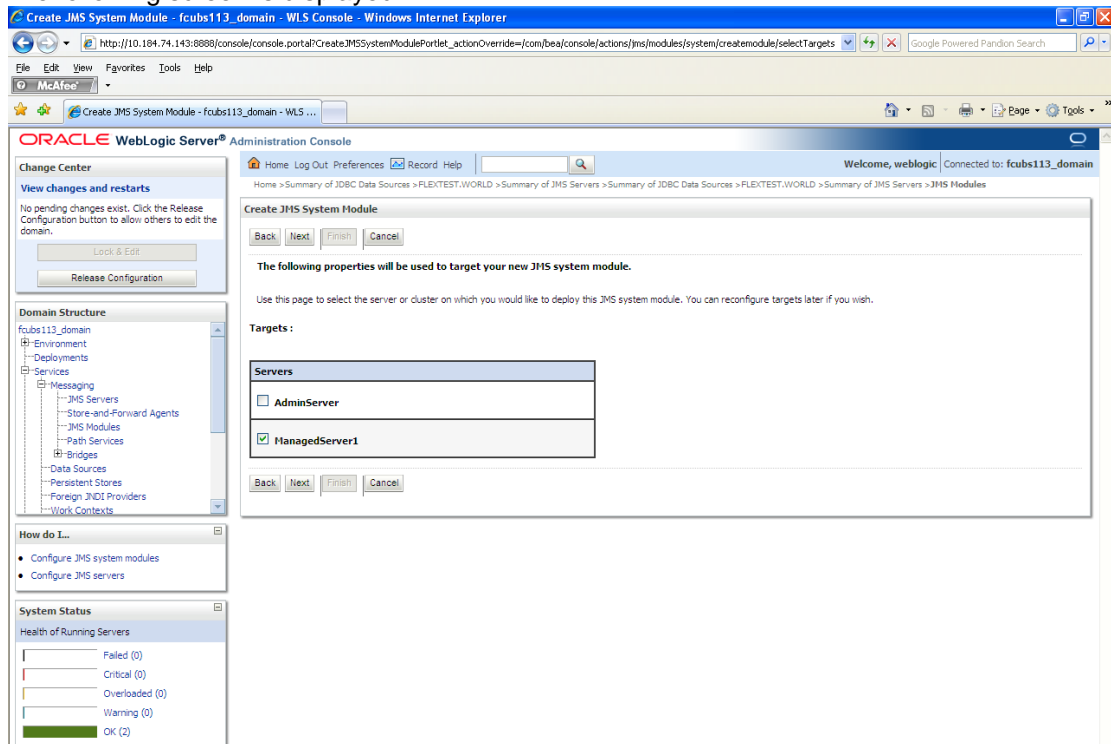 Create JMS System Module - fcubs113_domain - WLS Console - Windows Internet Explorer
http://10.184.74.143:8888/console/console.portal?CreateJMSSystemModulePortlet_actionOverride=/com/bea/console/actions/jms/modules/system/createmodule/selectTargets
Google Powered Pandion Search
File Edit View Favorites Tools Help
McAfee
Create JMS System Module - fcubs113_domain - WLS ...
Page Tools »
ORACLE WebLogic Server® Administration Console
Change Center
View changes and restarts
No pending changes exist. Click the Release
Configuration button to allow others to edit the
domain.
Lock & Edit
Release Configuration
Domain Structure
fcubs113_domain
Environment
Deployments
Services
Messaging
JMS Servers
Store-and-Forward Agents
JMS Modules
Path Services
Bridges
Data Sources
Persistent Stores
Foreign JNDI Providers
Work Contexts
How do I...
• Configure JMS system modules
• Configure JMS servers
System Status
Health of Running Servers
Failed (0)
Critical (0)
Overloaded (0)
Warning (0)
OK (2)
Home Log Out Preferences Record Help
Welcome, weblogic Connected to: fcubs113_domain
Home >Summary of JDBC Data Sources >FLEXTEST.WORLD >Summary of JMS Servers >Summary of JDBC Data Sources >FLEXTEST.WORLD >Summary of JMS Servers >JMS Modules
Create JMS System Module
Back Next Finish Cancel
The following properties will be used to target your new JMS system module.
Use this page to select the server or cluster on which you would like to deploy this JMS system module. You can reconfigure targets later if you wish.
Targets :
Servers
AdminServer
ManagedServer1
Back Next Finish Cancel